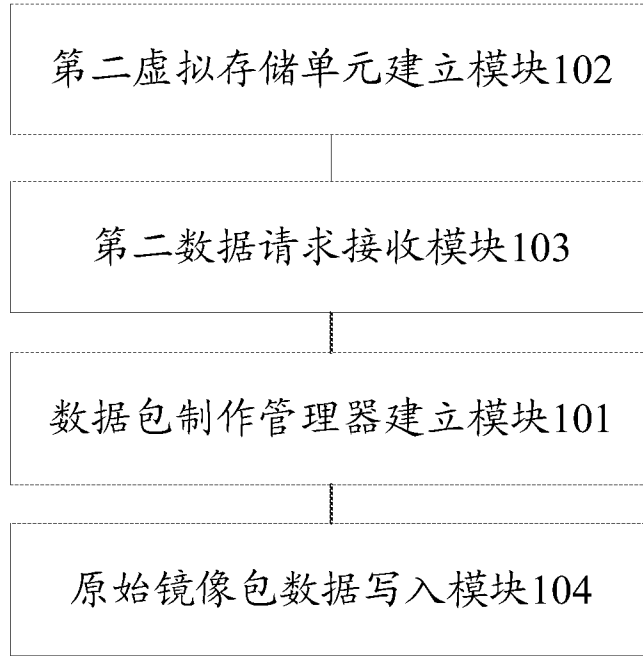 第二虚拟存储单元建立模块102
第二数据请求接收模块103
数据包制作管理器建立模块101
原始镜像包数据写入模块104